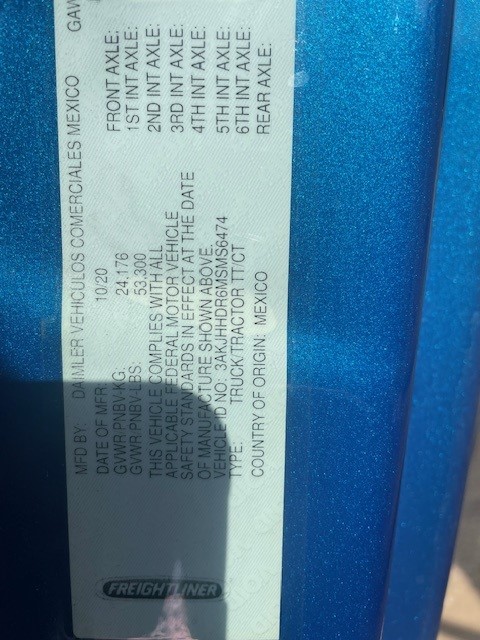 FREIGHTLINER
MFD BY: DAIMLER VEHICULOS COMERCIALES MEXICO
DATE OF MFR: 10/20
GVWR/PNBV-KG: 24,176
GVWR/PNBV-LBS: 53,300
THIS VEHICLE COMPLIES WITH ALL
APPLICABLE FEDERAL MOTOR VEHICLE
SAFETY STANDARDS IN EFFECT AT THE DATE
OF MANUFACTURE SHOWN ABOVE.
VEHICLE ID NO.: 3AKJHHDR6MSMS6474
TYPE: TRUCK/TRACTOR TT/CT
COUNTRY OF ORIGIN: MEXICO
GAW
FRONT AXLE:
1ST INT AXLE:
2ND INT AXLE:
3RD INT AXLE:
4TH INT AXLE:
5TH INT AXLE:
6TH INT AXLE:
REAR AXLE: